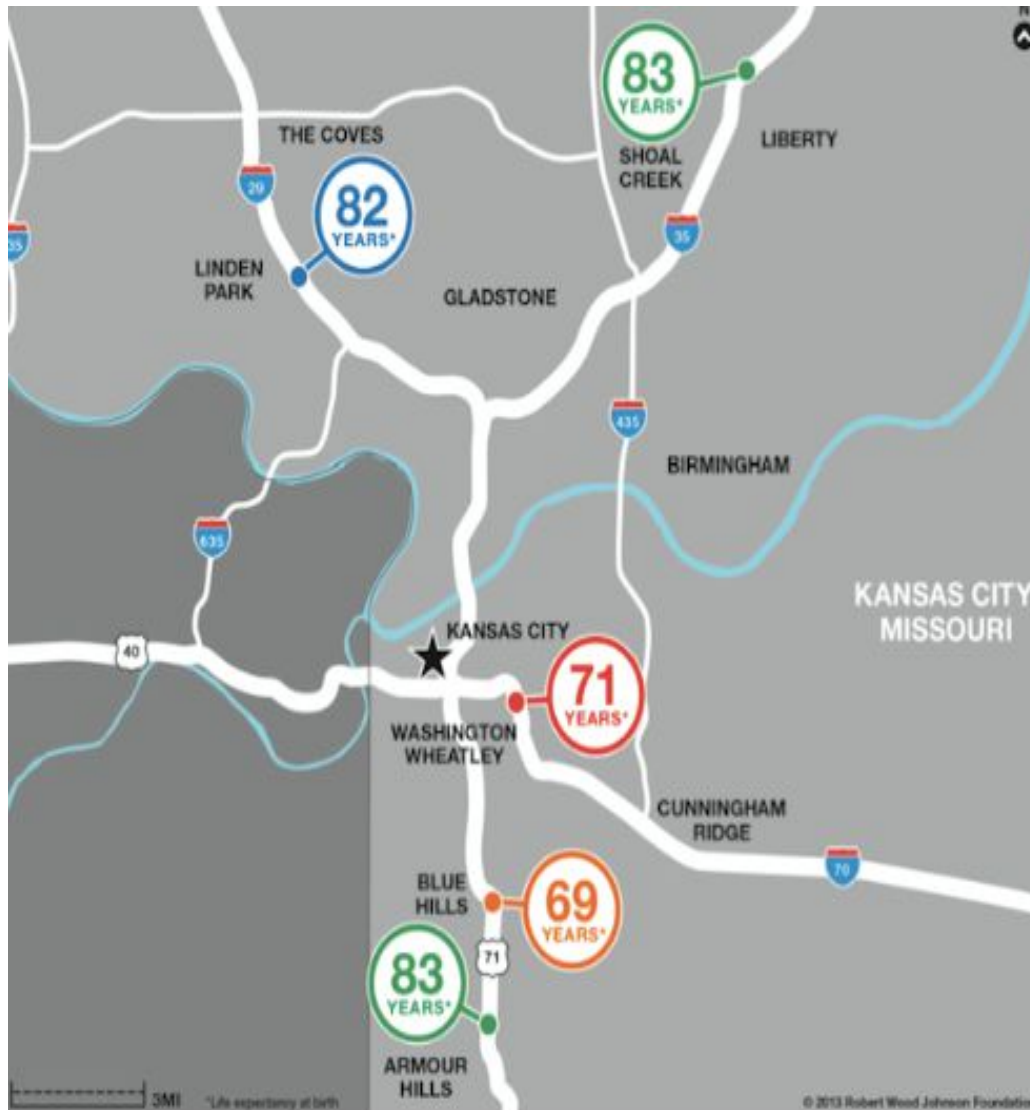 N
83
YEARS*
THE COVES
SHOAL
CREEK
LIBERTY
29
82
YEARS*
35
35
LINDEN
PARK
GLADSTONE
435
BIRMINGHAM
635
KANSAS CITY
MISSOURI
KANSAS CITY
40
71
YEARS*
WASHINGTON
WHEATLEY
CUNNINGHAM
RIDGE
70
BLUE
HILLS
69
YEARS*
71
83
YEARS*
ARMOUR
HILLS
3MI
*Life expectancy at birth
© 2013 Robert Wood Johnson Foundatio